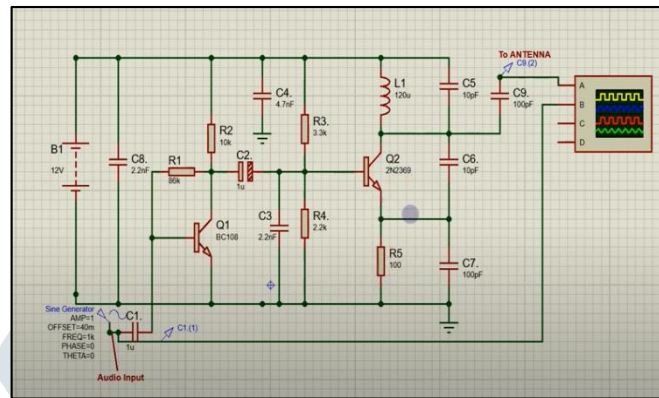 To ANTENNA
C9.(2)
L1
120u
C5
10pF
C9.
100pF
A
B
C
D
C4.
4.7nF
R2
10k
R3.
3.3k
B1
12V
C8.
2.2nF
R1
86k
C2.
1u
Q2
2N2369
C6.
10pF
Q1
BC108
C3
2.2nF
R4.
2.2k
R5
100
C7.
100pF
Sine Generator
AMP=1
OFFSET=40m
FREQ=1k
PHASE=0
THETA=0
C1.
1u
C1.(1)
Audio Input